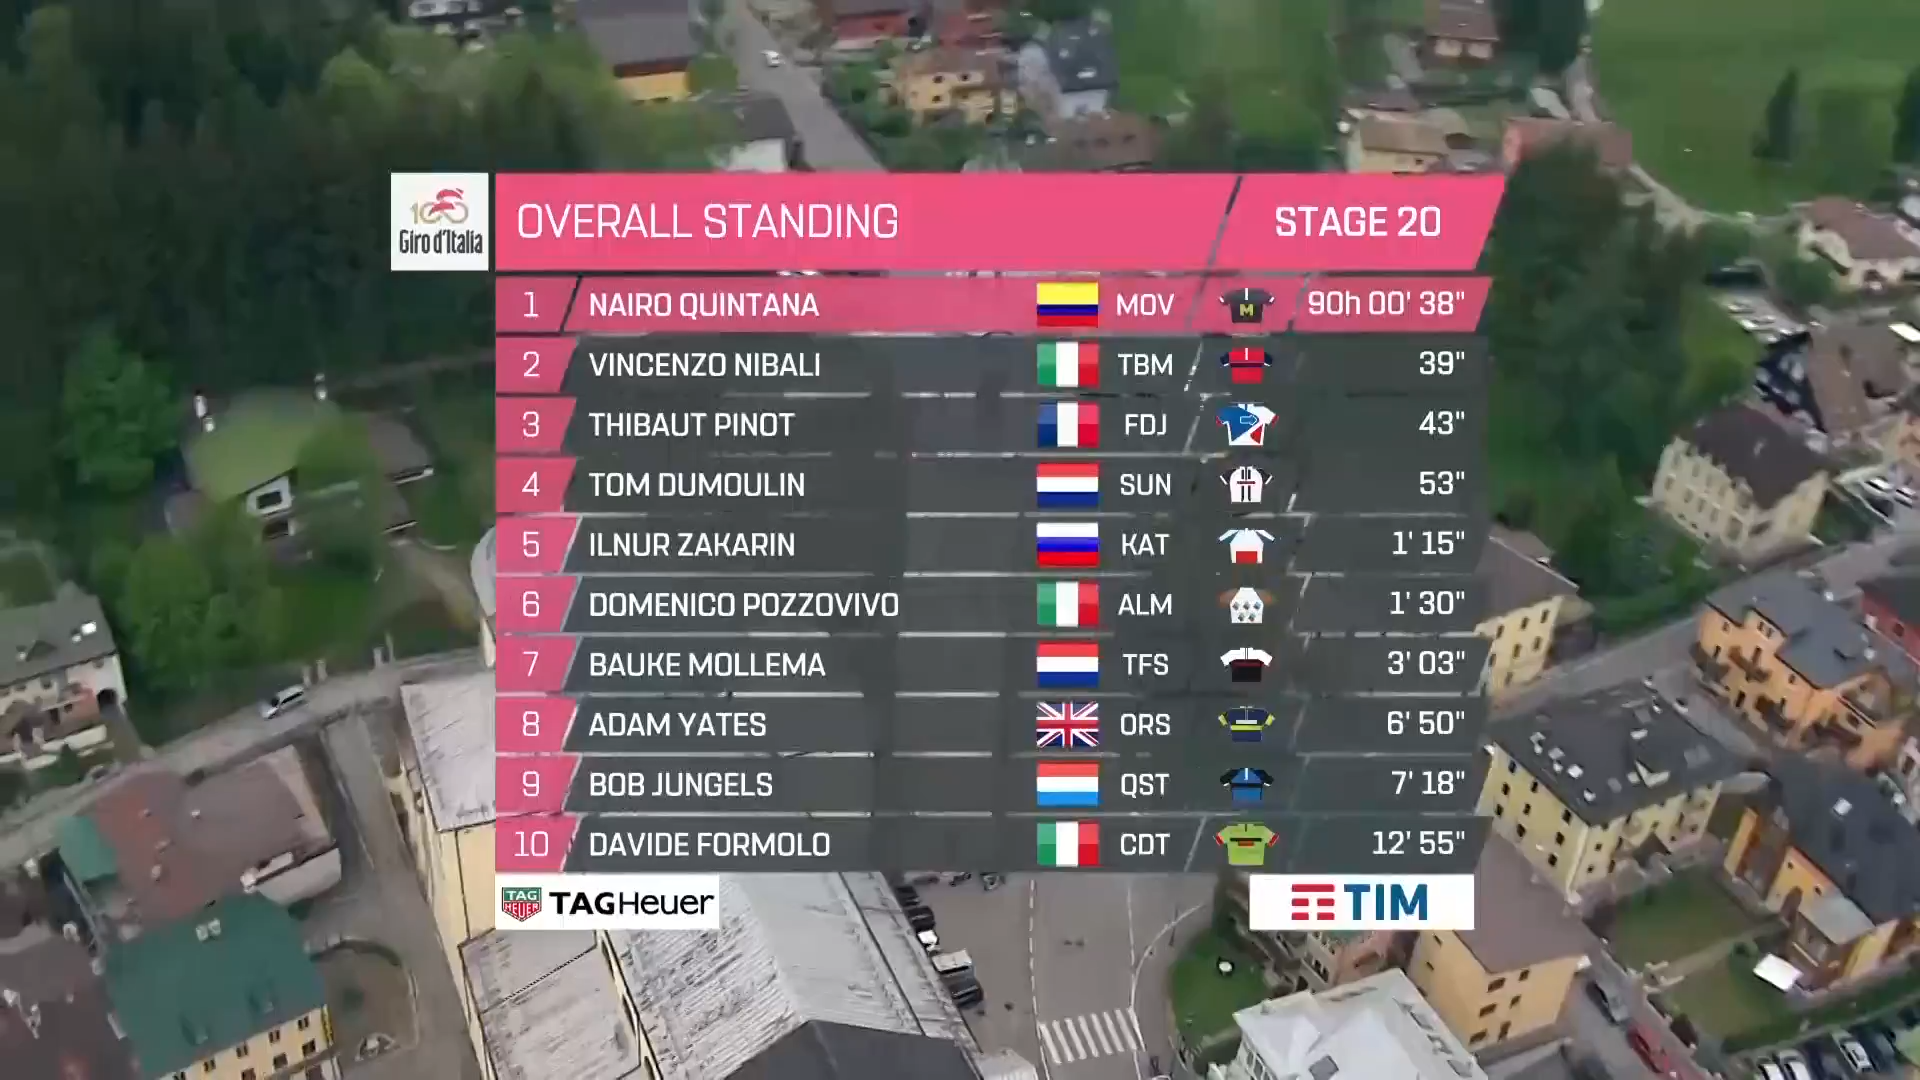 100
Giro d'Italia
OVERALL STANDING STAGE 20
1 NAIRO QUINTANA MOV M 90h 00' 38"
2 VINCENZO NIBALI TBM 39"
3 THIBAUT PINOT FDJ 43"
4 TOM DUMOULIN SUN 53"
5 ILNUR ZAKARIN KAT 1' 15"
6 DOMENICO POZZOVIVO ALM 1' 30"
7 BAUKE MOLLEMA TFS 3' 03"
8 ADAM YATES ORS 6' 50"
9 BOB JUNGELS QST 7' 18"
10 DAVIDE FORMOLO CDT 12' 55"
TAG HEUER TAGHeuer TIM